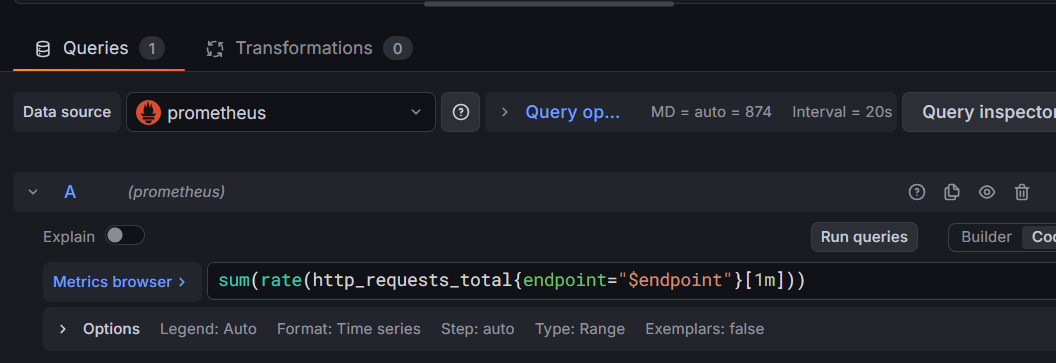 Queries 1 Transformations 0
Data source prometheus Query op... MD = auto = 874 Interval = 20s Query inspector
A (prometheus)
Explain Run queries Builder Co
Metrics browser > sum(rate(http_requests_total{endpoint="$endpoint"}[1m]))
> Options Legend: Auto Format: Time series Step: auto Type: Range Exemplars: false